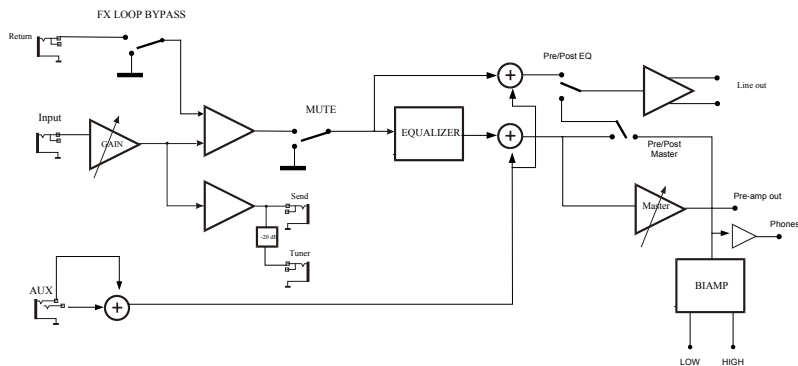 FX LOOP BYPASS
Return
Pre/Post EQ
Line out
Input
MUTE
GAIN
EQUALIZER
Pre/Post
Master
Send
Master
Pre-amp out
-20 dB
Phones
Tuner
AUX
BIAMP
LOW
HIGH